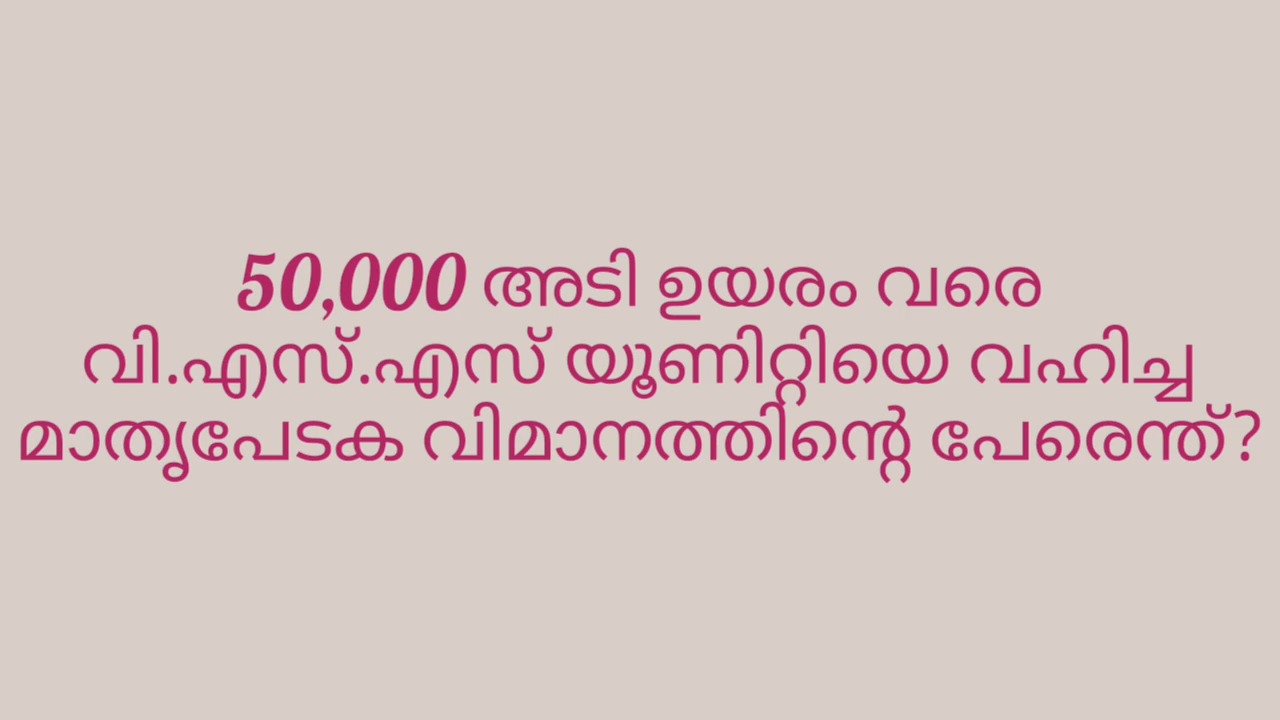 50,000 അടി ഉയരം വരെ
വി.എസ്.എസ് യൂണിറ്റിയെ വഹിച്ച
മാതൃപേടക വിമാനത്തിന്റെ പേരെന്ത്?